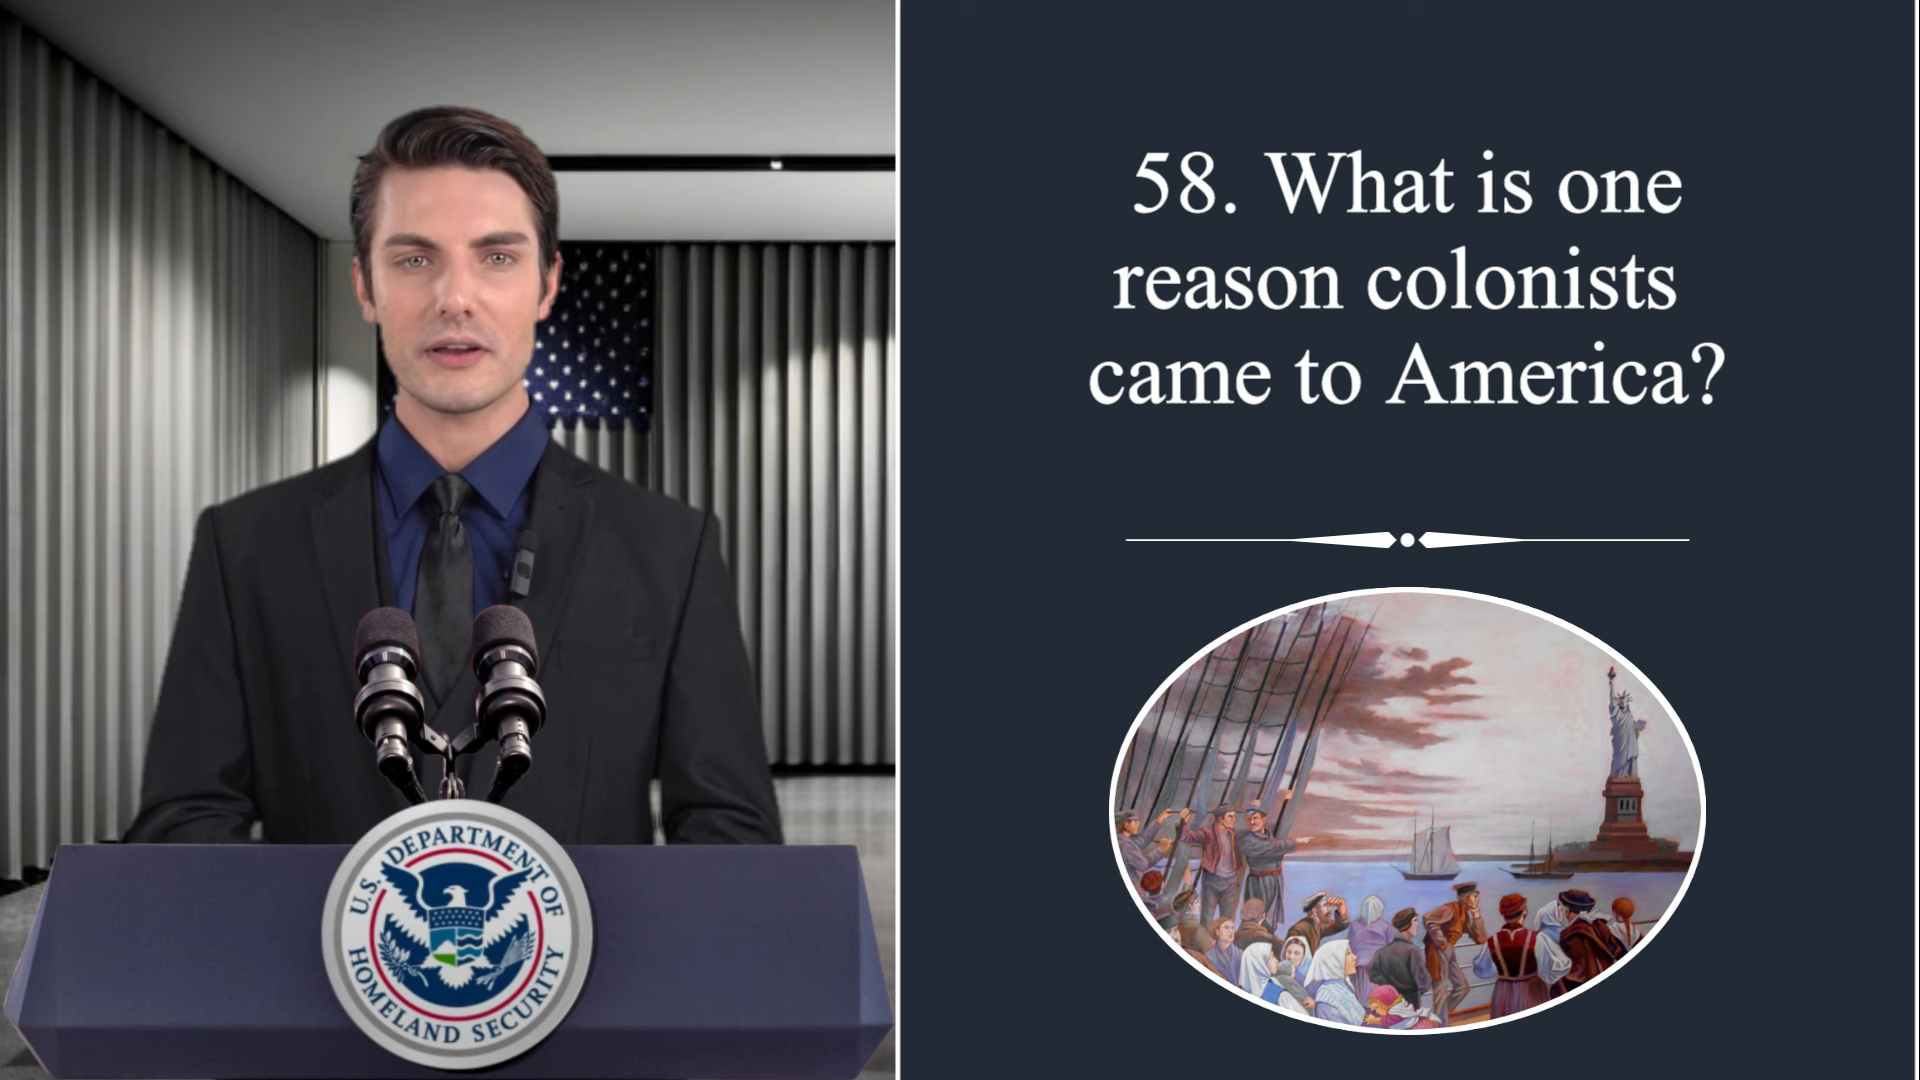 58. What is one
reason colonists
came to America?
U.S. DEPARTMENT OF
HOMELAND SECURITY